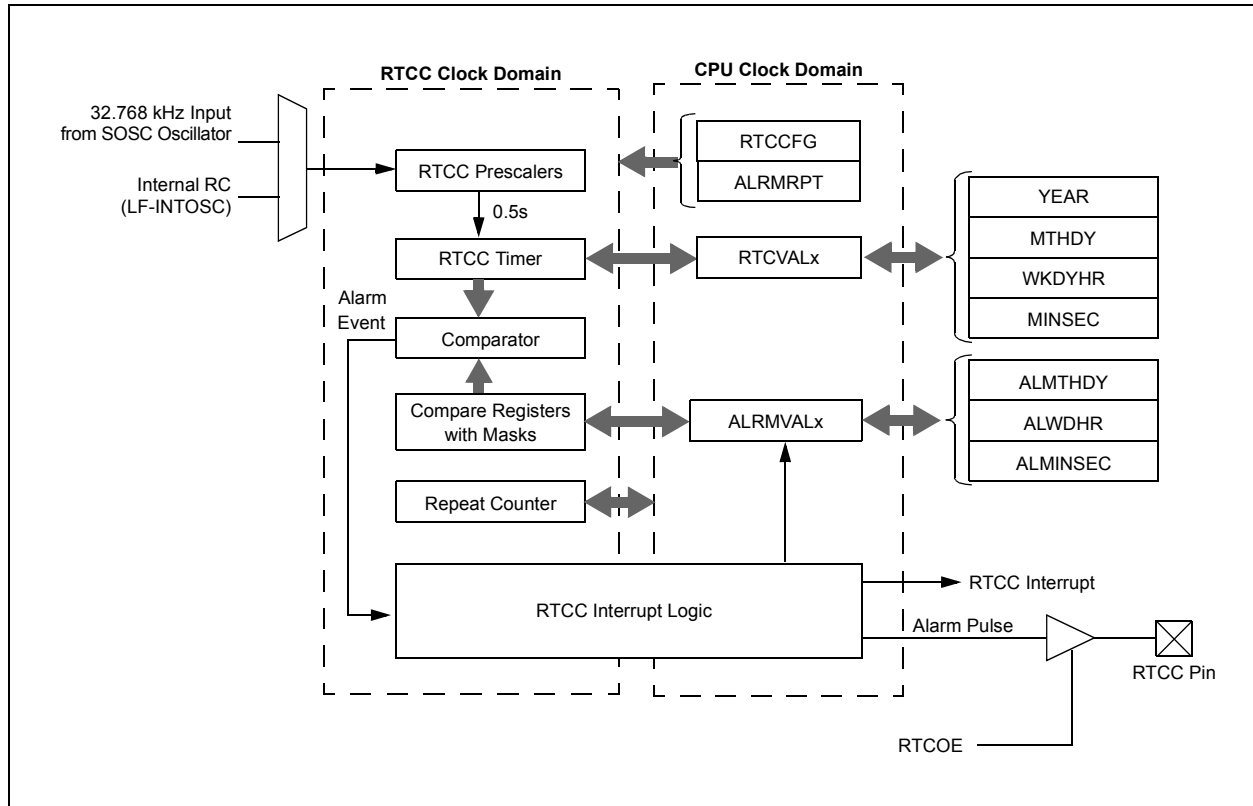 RTCC Clock Domain
CPU Clock Domain
32.768 kHz Input
from SOSC Oscillator
Internal RC
(LF-INTOSC)
RTCC Prescalers
0.5s
RTCC Timer
Alarm
Event
Comparator
Compare Registers
with Masks
Repeat Counter
RTCC Interrupt Logic
RTCCFG
ALRMRPT
RTCVALx
ALRMVALx
YEAR
MTHDY
WKDYHR
MINSEC
ALMTHDY
ALWDHR
ALMINSEC
RTCC Interrupt
Alarm Pulse
RTCC Pin
RTCOE